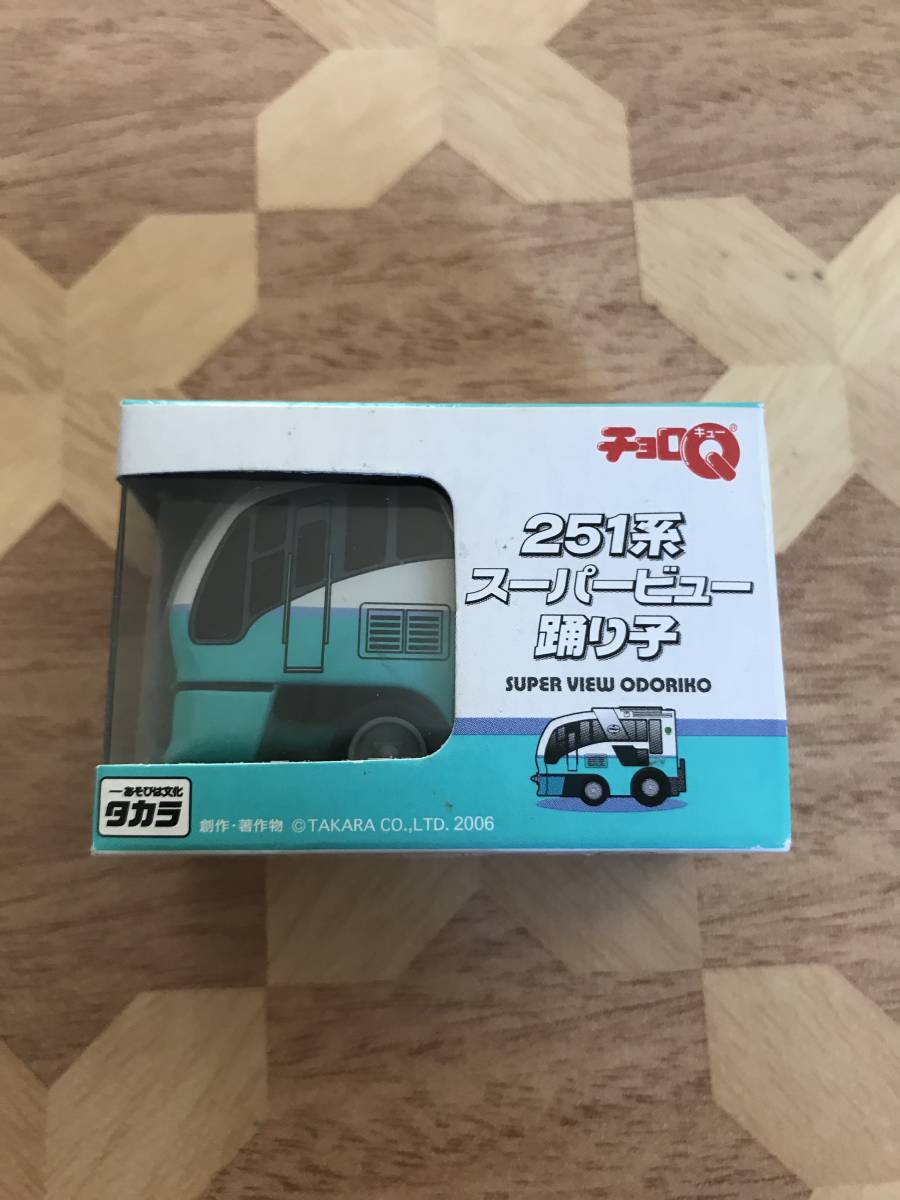 チョロQ®
キュー
251系
スーパービュー
踊り子
SUPER VIEW ODORIKO
ーあそびは文化
タカラ
創作・著作物 ©TAKARA CO.,LTD. 2006